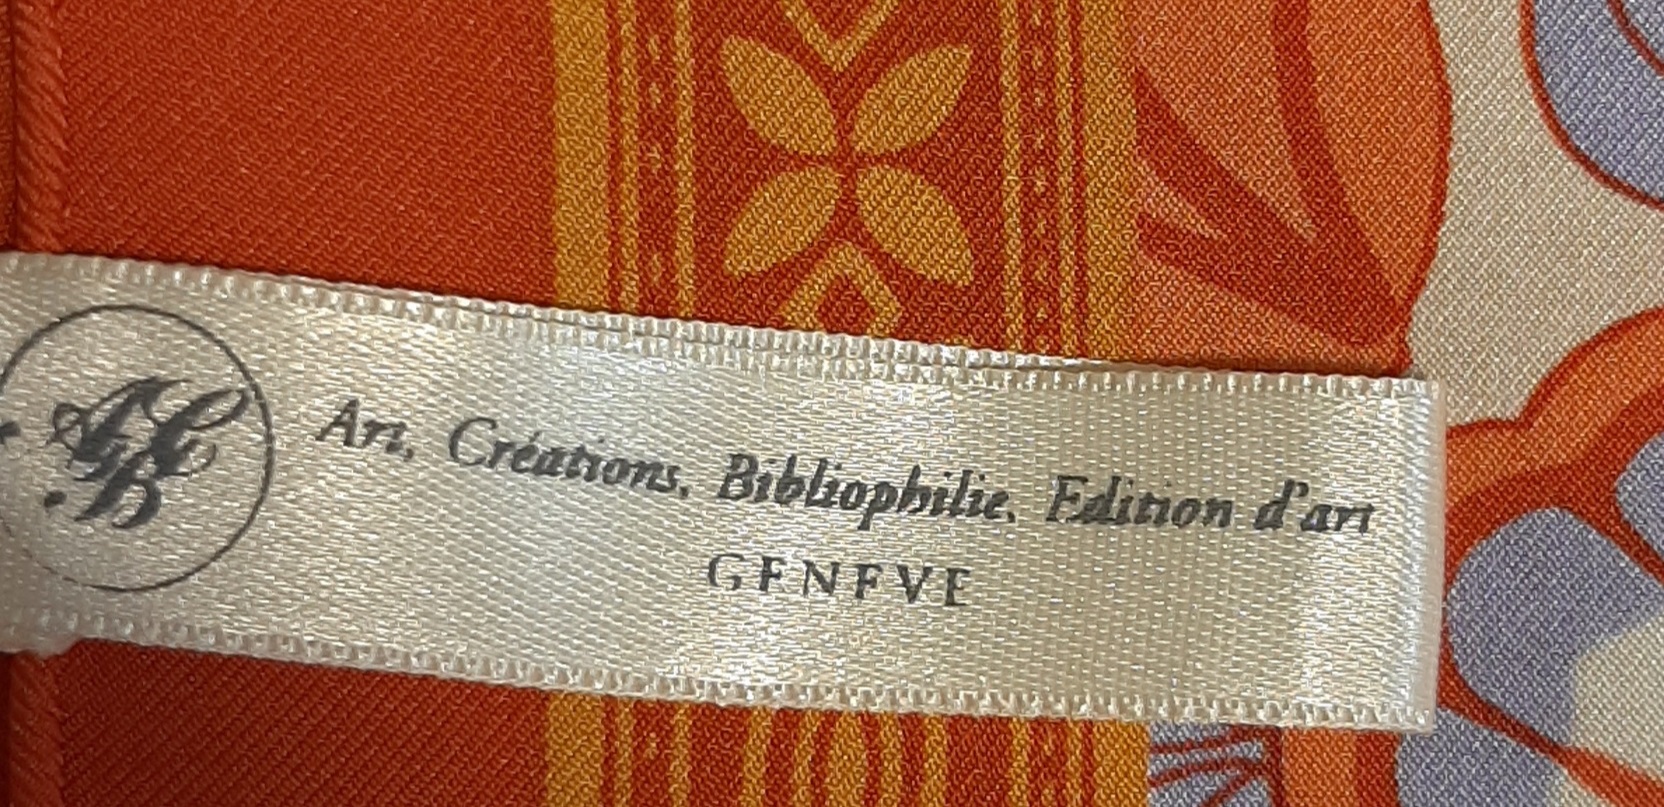 Art, Créations, Bibliophilie, Edition d'art
GENEVE